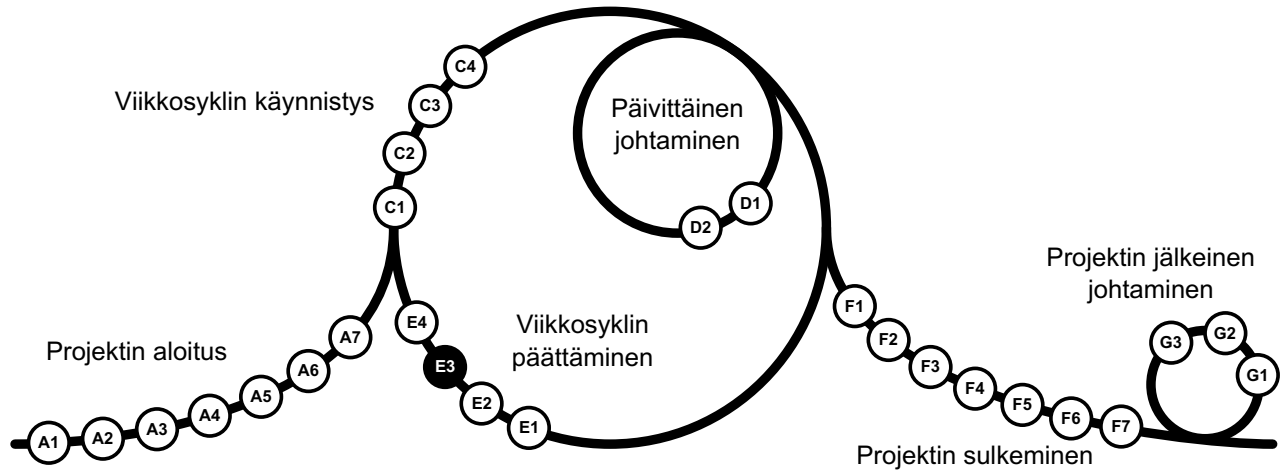 Viikkosyklin käynnistys
C4
C3
C2
C1
Päivittäinen
johtaminen
D1
D2
Projektin aloitus
A1
A2
A3
A4
A5
A6
A7
Viikkosyklin
päättäminen
E4
E3
E2
E1
F1
F2
F3
F4
F5
F6
F7
Projektin sulkeminen
Projektin jälkeinen
johtaminen
G3
G2
G1